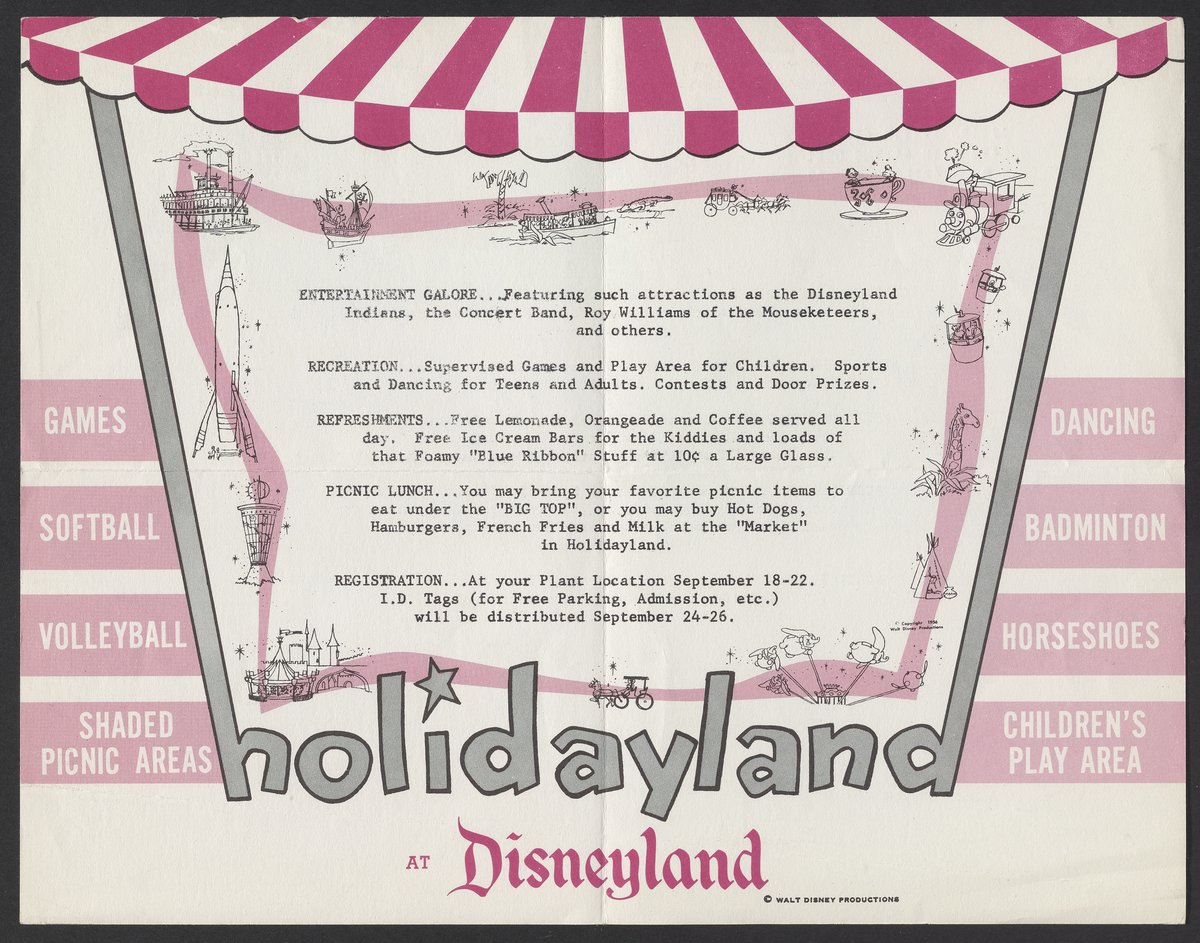 ENTERTAINMENT GALORE...Featuring such attractions as the Disneyland
Indians, the Concert Band, Roy Williams of the Mouseketeers,
and others.
RECREATION...Supervised Games and Play Area for Children. Sports
and Dancing for Teens and Adults. Contests and Door Prizes.
REFRESHMENTS...Free Lemonade, Orangeade and Coffee served all
day. Free Ice Cream Bars for the Kiddies and loads of
that Foamy "Blue Ribbon" Stuff at 10¢ a Large Glass.
PICNIC LUNCH...You may bring your favorite picnic items to
eat under the "BIG TOP", or you may buy Hot Dogs,
Hamburgers, French Fries and Milk at the "Market"
in Holidayland.
REGISTRATION...At your Plant Location September 18-22.
I.D. Tags (for Free Parking, Admission, etc.)
will be distributed September 24-26.
© Copyright 1956
Walt Disney Productions
GAMES
SOFTBALL
VOLLEYBALL
SHADED
PICNIC AREAS
DANCING
BADMINTON
HORSESHOES
CHILDREN'S
PLAY AREA
holidayland
AT Disneyland
© WALT DISNEY PRODUCTIONS